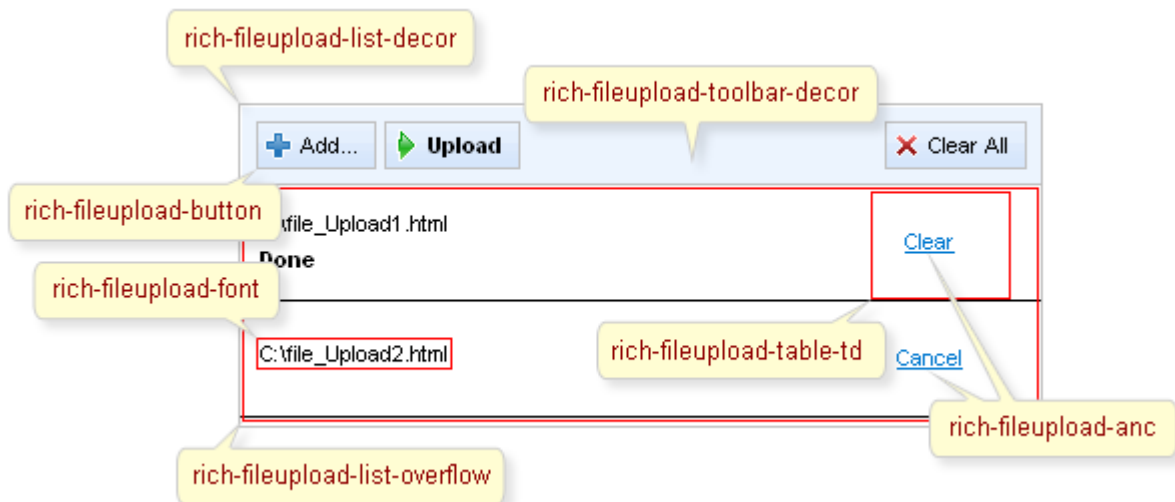 rich-fileupload-list-decor
rich-fileupload-toolbar-decor
Add...
Upload
Clear All
rich-fileupload-button
\file_Upload1.html
Clear
Done
rich-fileupload-font
rich-fileupload-table-td
C:\file_Upload2.html
Cancel
rich-fileupload-anc
rich-fileupload-list-overflow